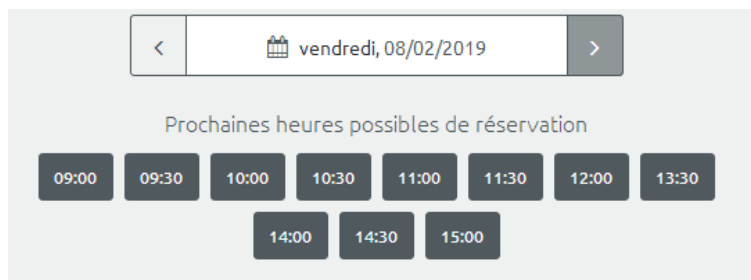 vendredi, 08/02/2019
Prochaines heures possibles de réservation
09:00 09:30 10:00 10:30 11:00 11:30 12:00 13:30
14:00 14:30 15:00